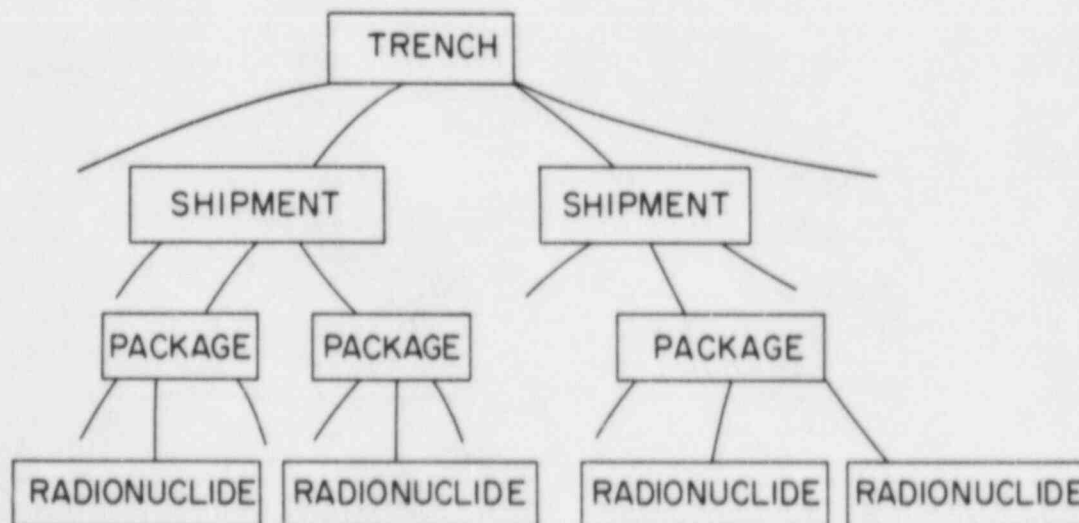 TRENCH
SHIPMENT SHIPMENT
PACKAGE PACKAGE PACKAGE
RADIONUCLIDE RADIONUCLIDE RADIONUCLIDE RADIONUCLIDE